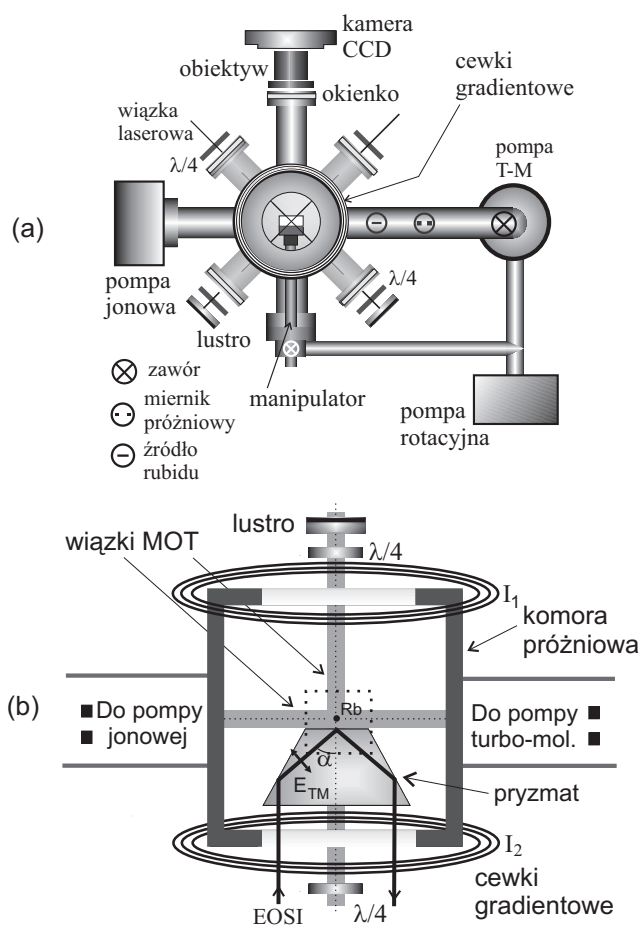 (a)
kamera
CCD
obiektyw
okienko
cewki
gradientowe
wiązka
laserowa
λ/4
pompa
T-M
pompa
jonowa
lustro
λ/4
manipulator
pompa
rotacyjna
zawór
miernik
próżniowy
źródło
rubidu
(b)
lustro
λ/4
wiązki MOT
I₁
komora
próżniowa
Rb
Do pompy
jonowej
Do pompy
turbo-mol.
α
E_TM
pryzmat
I₂
cewki
gradientowe
EOSI
λ/4